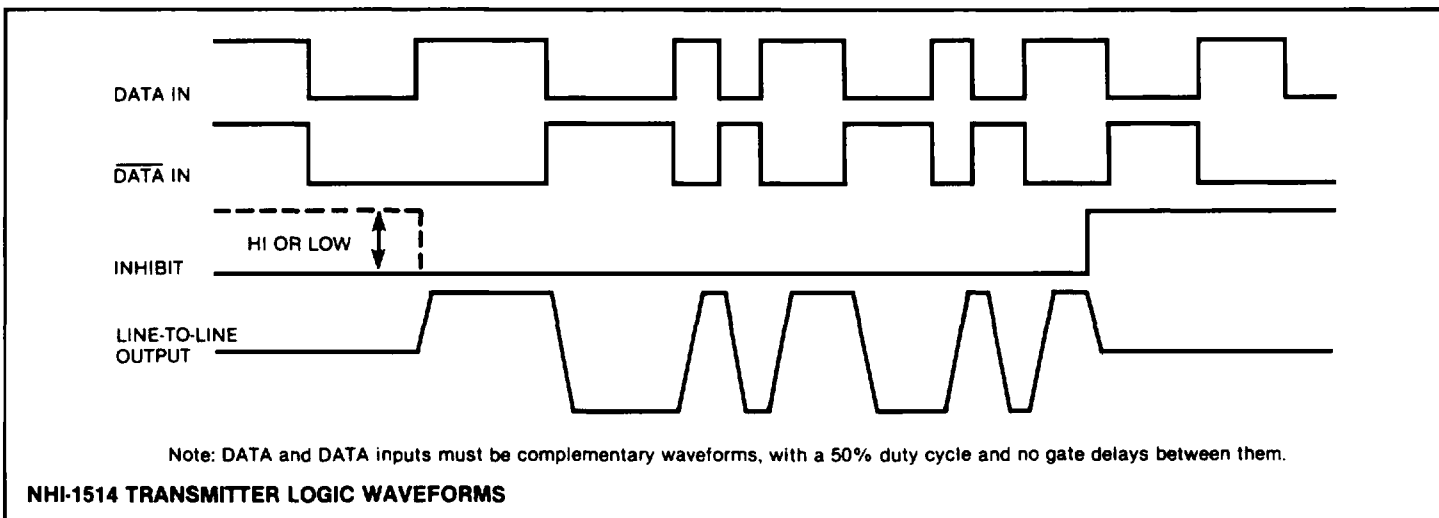 DATA IN
D̅A̅T̅A̅ IN
HI OR LOW
INHIBIT
LINE-TO-LINE
OUTPUT
Note: DATA and DATA inputs must be complementary waveforms, with a 50% duty cycle and no gate delays between them.
NHI-1514 TRANSMITTER LOGIC WAVEFORMS